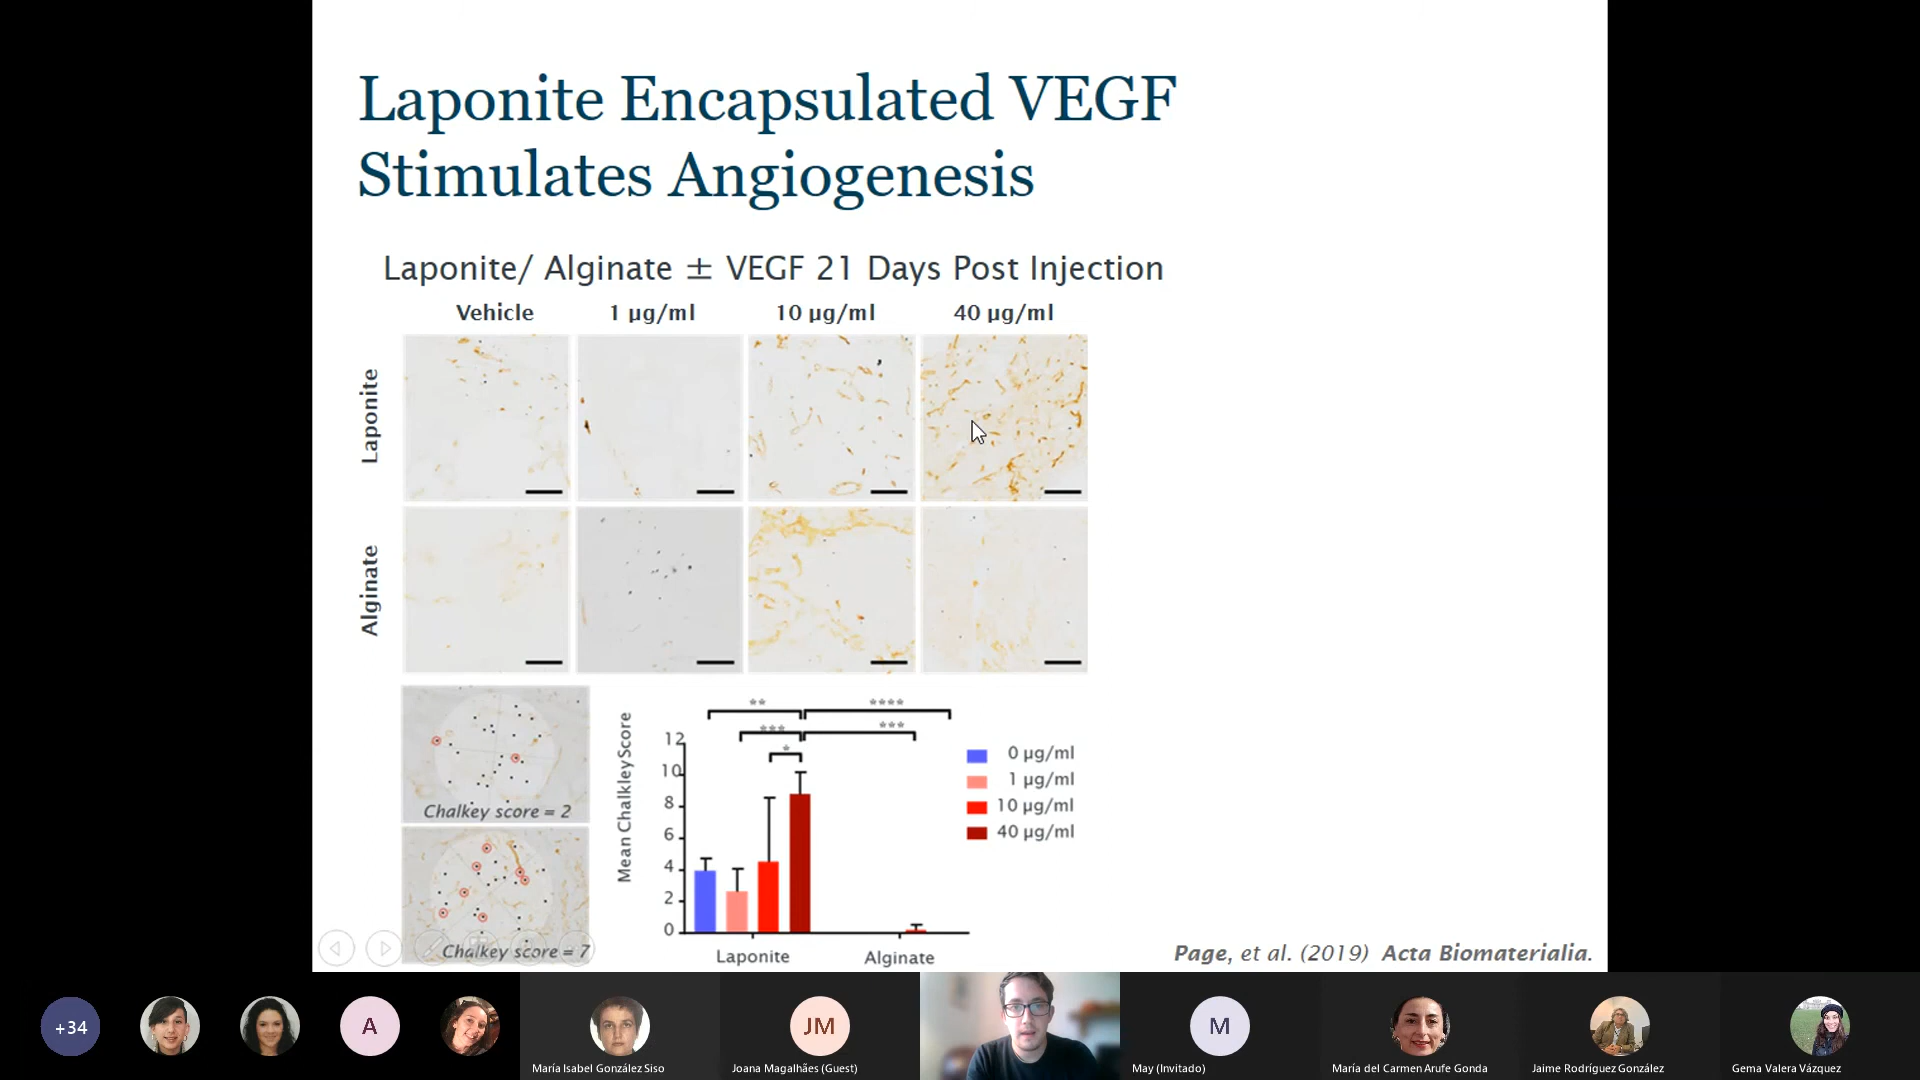 Laponite Encapsulated VEGF
Stimulates Angiogenesis
Laponite/ Alginate ± VEGF 21 Days Post Injection
Vehicle 1 µg/ml 10 µg/ml 40 µg/ml
Laponite
Alginate
Chalkey score = 2
Chalkey score = 7
Mean Chalkley Score
12
10
8
6
4
2
0
** ****
*** ***
*
Laponite Alginate
0 µg/ml
1 µg/ml
10 µg/ml
40 µg/ml
Page, et al. (2019) Acta Biomaterialia.
+34
A
JM
M
María Isabel González Siso
Joana Magalhães (Guest)
May (Invitado)
María del Carmen Arufe Gonda
Jaime Rodríguez González
Gema Valera Vázquez